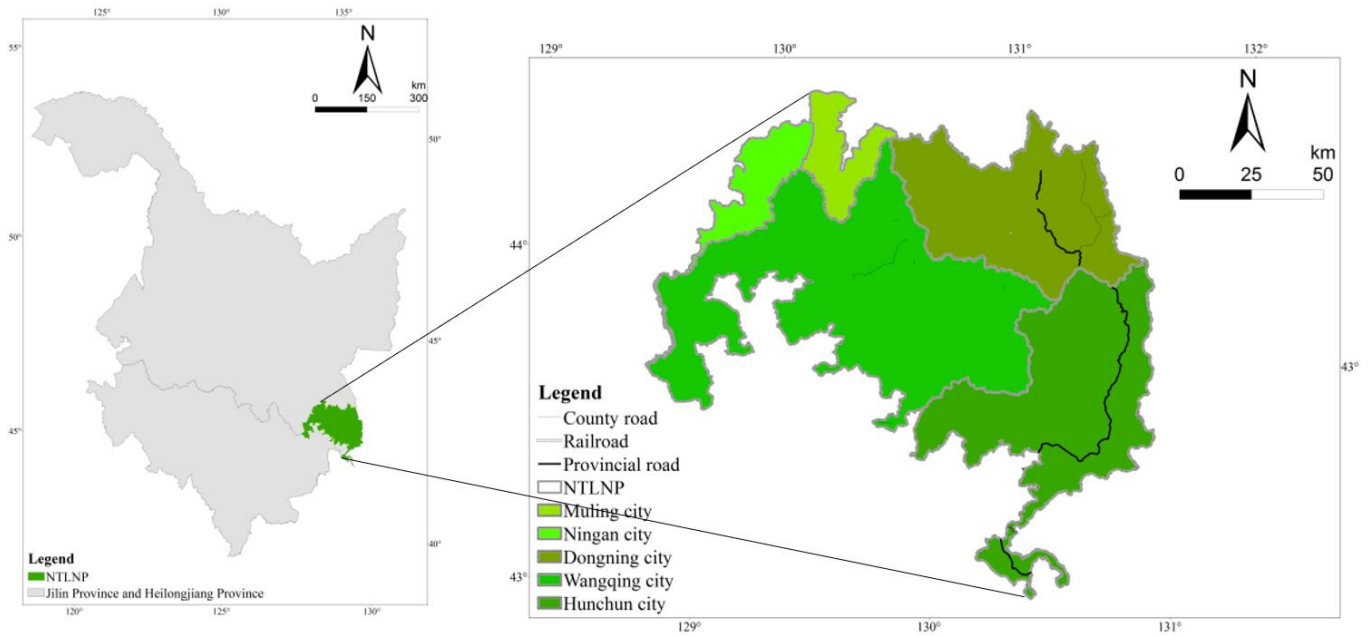 125°
130°
135°
55°
N
km
0 150 300
50°
50°
45°
45°
40°
Legend
NTLNP
Jilin Province and Heilongjiang Province
120°
125°
130°
129°
130°
131°
132°
N
km
0 25 50
44°
43°
43°
Legend
County road
Railroad
Provincial road
NTLNP
Muling city
Ningan city
Dongning city
Wangqing city
Hunchun city
129°
130°
131°